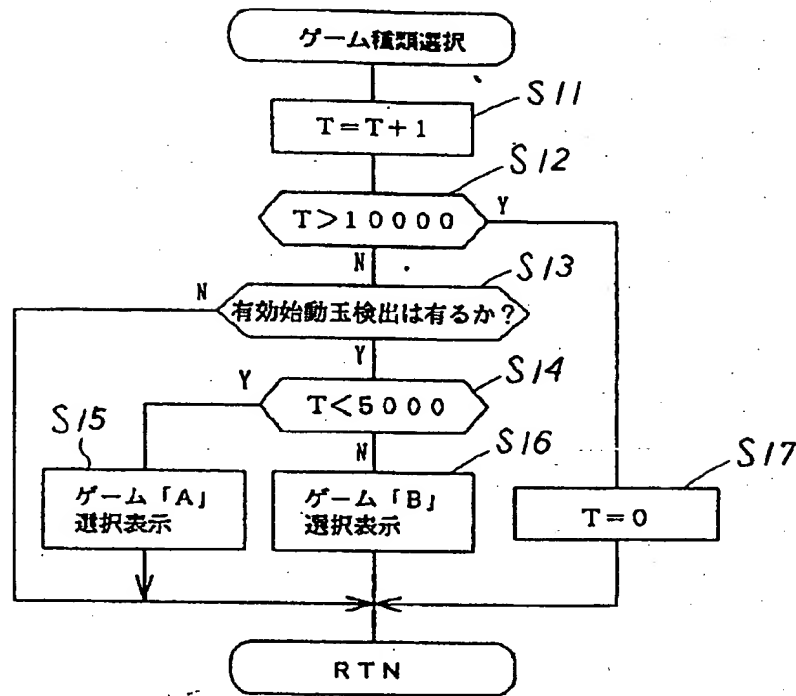 ゲーム種類選択
S11
T=T+1
S12
T>10000
Y
N
S13
N
有効始動玉検出は有るか?
Y
S14
Y
T<5000
S15
N
S16
S17
ゲーム「A」
選択表示
ゲーム「B」
選択表示
T=0
RTN